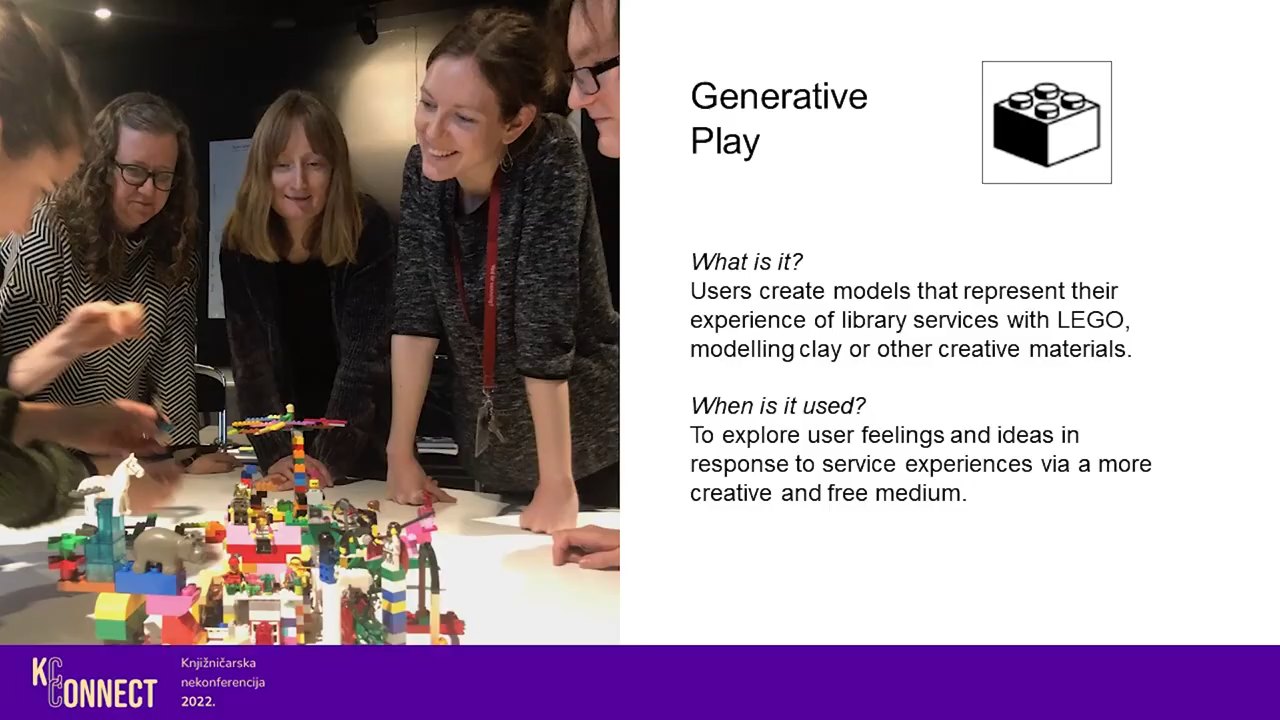 Generative
Play
What is it?
Users create models that represent their
experience of library services with LEGO,
modelling clay or other creative materials.
When is it used?
To explore user feelings and ideas in
response to service experiences via a more
creative and free medium.
KCCONNECT
Knjižničarska
nekonferencija
2022.